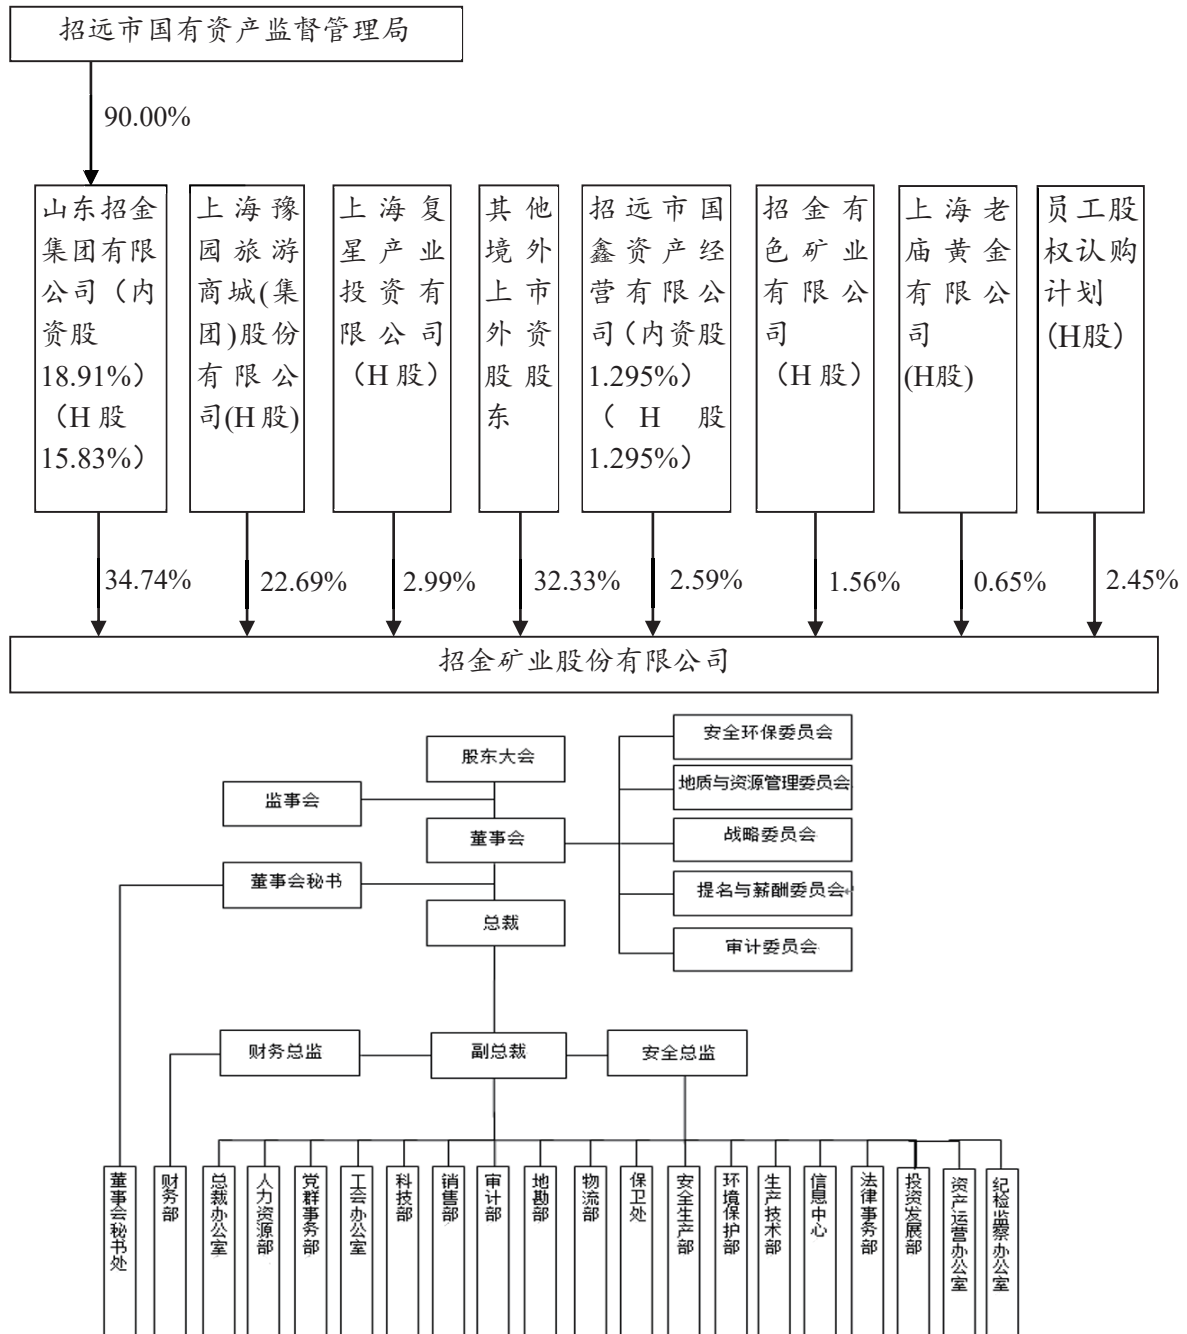 招远市国有资产监督管理局
90.00%
山东招金
集团有限
公司（内
资股
18.91%）
（H 股
15.83%）
上海豫
园旅游
商城(集
团)股份
有限公
司(H股)
上海复
星产业
投资有
限公司
（H 股）
其他
境外
上市
外资
股股
东
招远市国
鑫资产经
营有限公
司（内资股
1.295%）
（H股
1.295%）
招金有
色矿业
有限公
司
（H 股）
上海老
庙黄金
有限公
司
(H股)
员工股
权认购
计划
（H股）
34.74%
22.69%
2.99%
32.33%
2.59%
1.56%
0.65%
2.45%
招金矿业股份有限公司
股东大会
监事会
董事会
董事会秘书
总裁
安全环保委员会
地质与资源管理委员会
战略委员会
提名与薪酬委员会
审计委员会
财务总监
副总裁
安全总监
董事会秘书处
财务部
总裁办公室
人力资源部
党群事务部
工会办公室
科技部
销售部
审计部
地勘部
物流部
保卫处
安全生产部
环境保护部
生产技术部
信息中心
法律事务部
投资发展部
资产运营办公室
纪检监察办公室